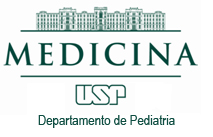 MEDICINA
USP
Departamento de Pediatria